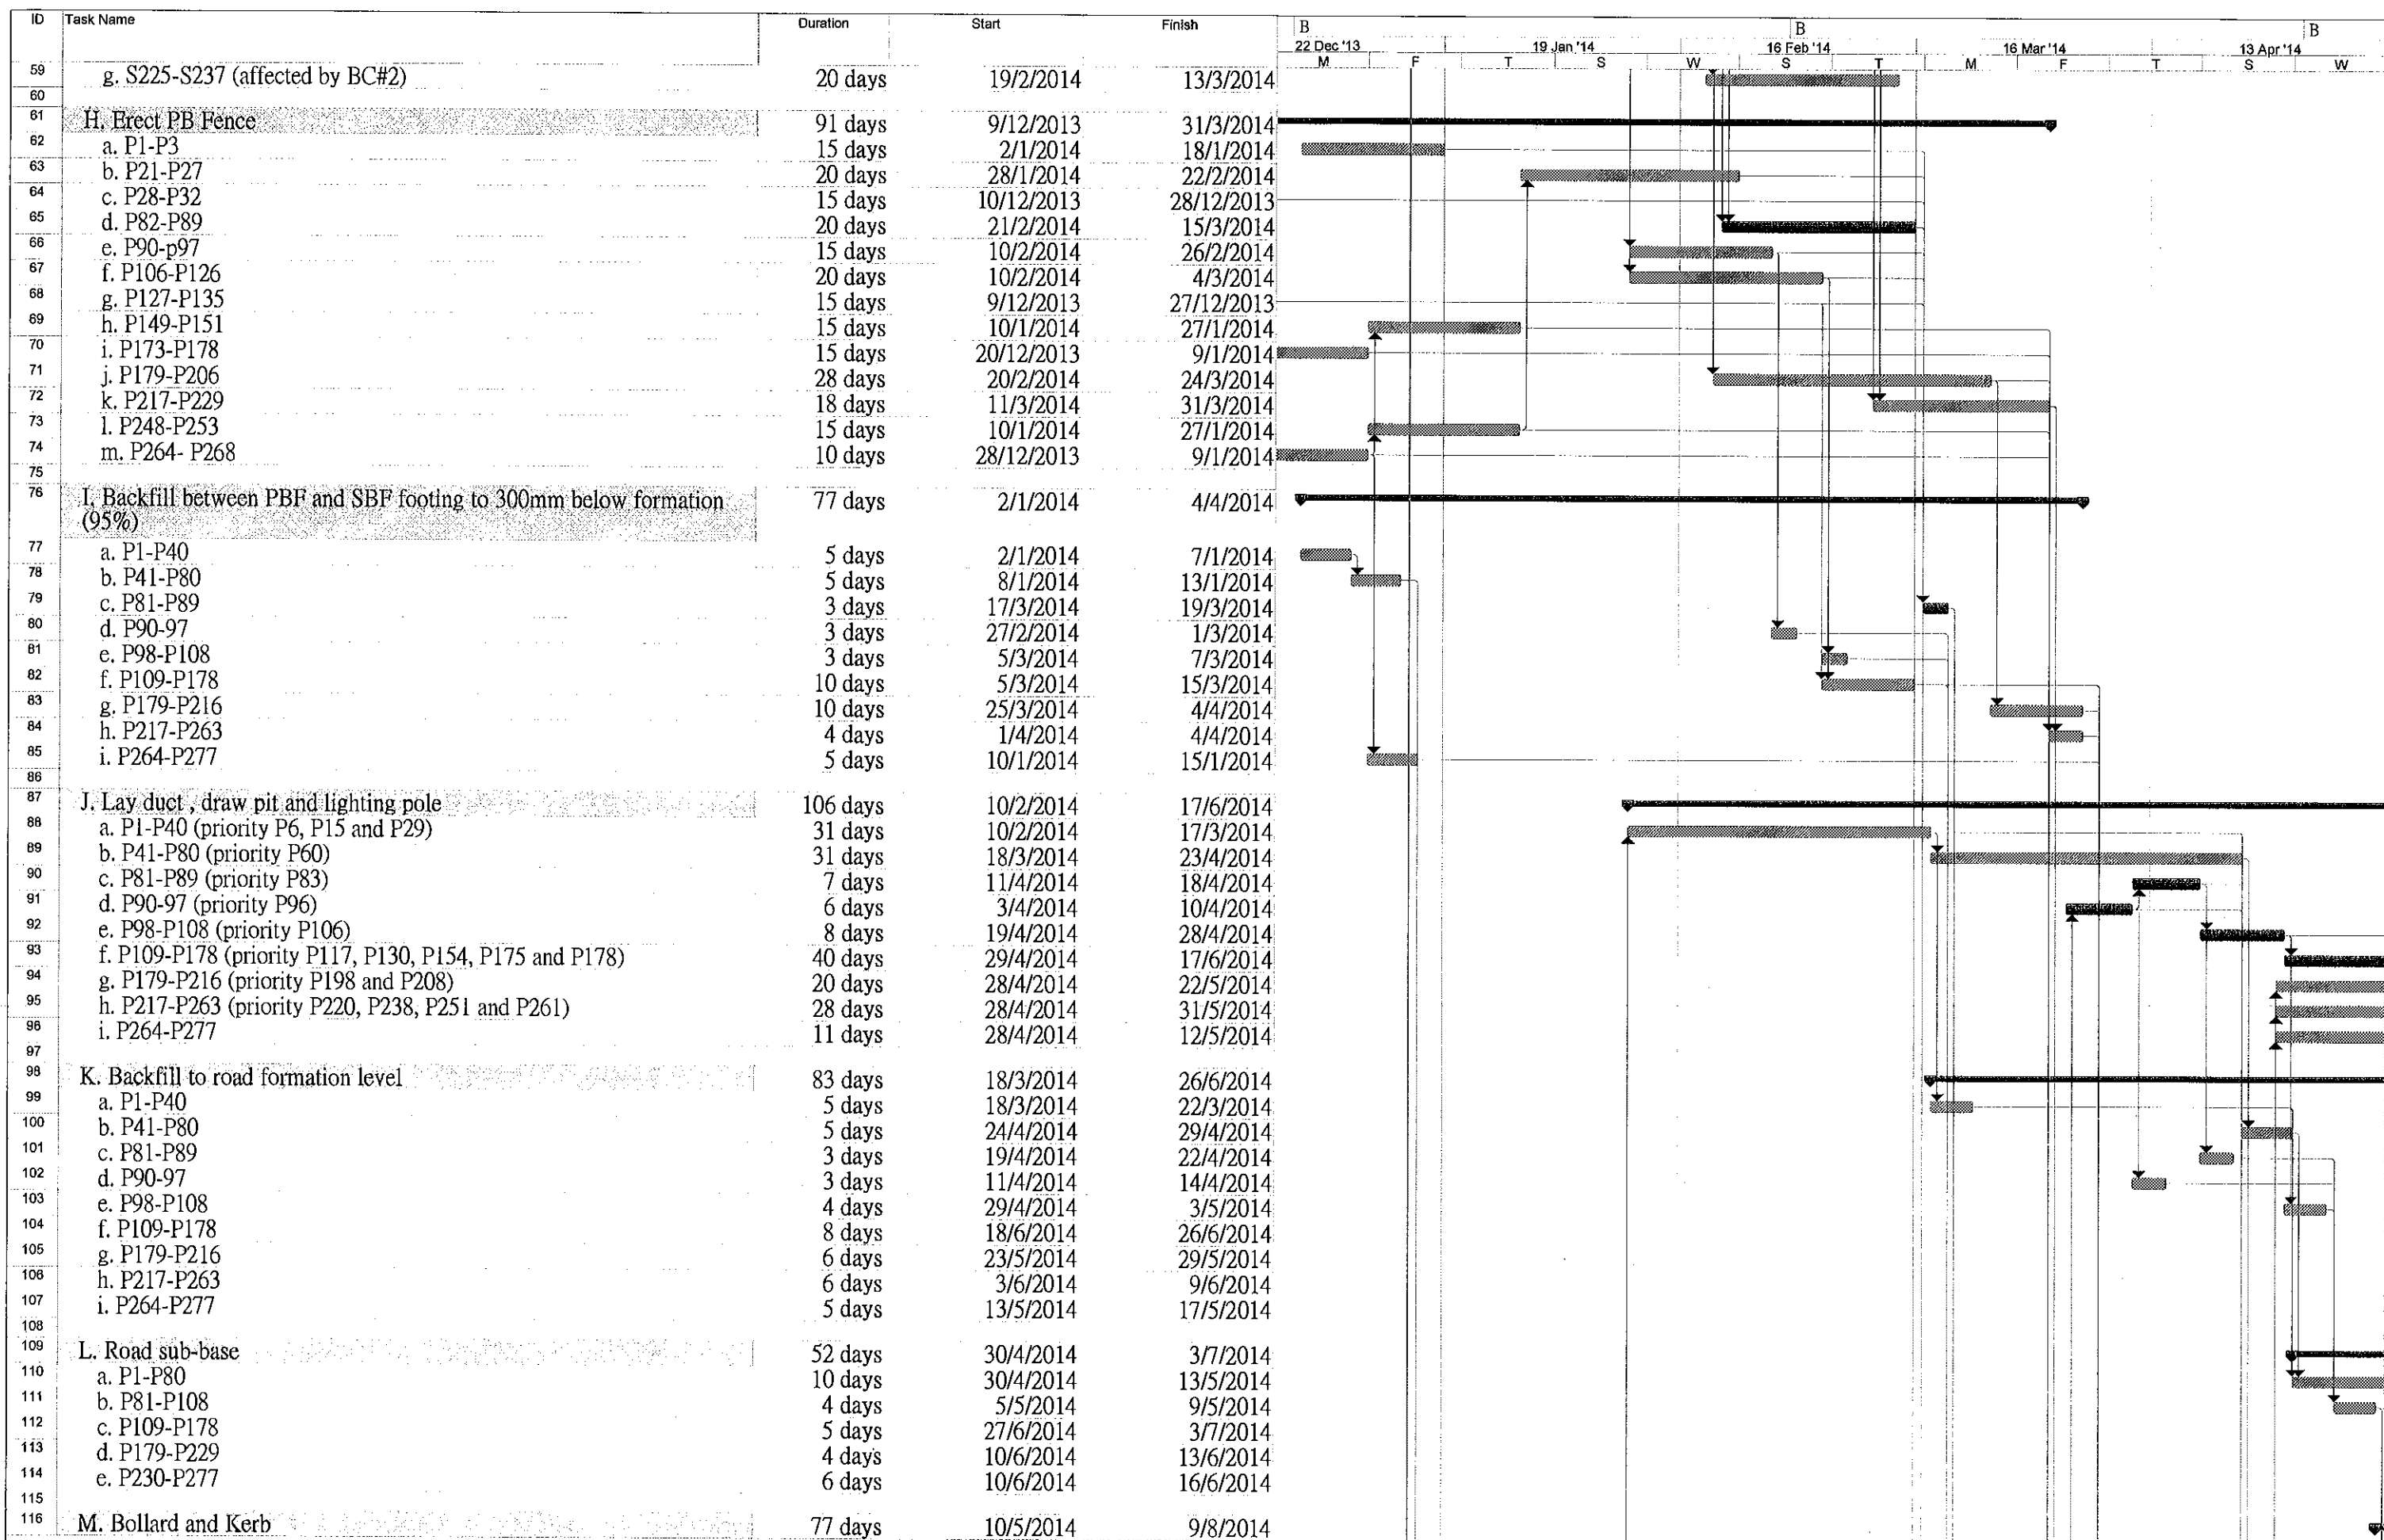 ID Task Name Duration Start Finish B B B
22 Dec '13 19 Jan '14 16 Feb '14 16 Mar '14 13 Apr '14
M F T S W S T M F T S W
59 g. S225-S237 (affected by BC#2) 20 days 19/2/2014 13/3/2014
60
61 H. Erect PB Fence 91 days 9/12/2013 31/3/2014
62 a. P1-P3 15 days 2/1/2014 18/1/2014
63 b. P21-P27 20 days 28/1/2014 22/2/2014
64 c. P28-P32 15 days 10/12/2013 28/12/2013
65 d. P82-P89 20 days 21/2/2014 15/3/2014
66 e. P90-p97 15 days 10/2/2014 26/2/2014
67 f. P106-P126 20 days 10/2/2014 4/3/2014
68 g. P127-P135 15 days 9/12/2013 27/12/2013
69 h. P149-P151 15 days 10/1/2014 27/1/2014
70 i. P173-P178 15 days 20/12/2013 9/1/2014
71 j. P179-P206 28 days 20/2/2014 24/3/2014
72 k. P217-P229 18 days 11/3/2014 31/3/2014
73 l. P248-P253 15 days 10/1/2014 27/1/2014
74 m. P264- P268 10 days 28/12/2013 9/1/2014
75
76 I. Backfill between PBF and SBF footing to 300mm below formation 77 days 2/1/2014 4/4/2014
(95%)
77 a. P1-P40 5 days 2/1/2014 7/1/2014
78 b. P41-P80 5 days 8/1/2014 13/1/2014
79 c. P81-P89 3 days 17/3/2014 19/3/2014
80 d. P90-97 3 days 27/2/2014 1/3/2014
81 e. P98-P108 3 days 5/3/2014 7/3/2014
82 f. P109-P178 10 days 5/3/2014 15/3/2014
83 g. P179-P216 10 days 25/3/2014 4/4/2014
84 h. P217-P263 4 days 1/4/2014 4/4/2014
85 i. P264-P277 5 days 10/1/2014 15/1/2014
86
87 J. Lay duct , draw pit and lighting pole 106 days 10/2/2014 17/6/2014
88 a. P1-P40 (priority P6, P15 and P29) 31 days 10/2/2014 17/3/2014
89 b. P41-P80 (priority P60) 31 days 18/3/2014 23/4/2014
90 c. P81-P89 (priority P83) 7 days 11/4/2014 18/4/2014
91 d. P90-97 (priority P96) 6 days 3/4/2014 10/4/2014
92 e. P98-P108 (priority P106) 8 days 19/4/2014 28/4/2014
93 f. P109-P178 (priority P117, P130, P154, P175 and P178) 40 days 29/4/2014 17/6/2014
94 g. P179-P216 (priority P198 and P208) 20 days 28/4/2014 22/5/2014
95 h. P217-P263 (priority P220, P238, P251 and P261) 28 days 28/4/2014 31/5/2014
96 i. P264-P277 11 days 28/4/2014 12/5/2014
97
98 K. Backfill to road formation level 83 days 18/3/2014 26/6/2014
99 a. P1-P40 5 days 18/3/2014 22/3/2014
100 b. P41-P80 5 days 24/4/2014 29/4/2014
101 c. P81-P89 3 days 19/4/2014 22/4/2014
102 d. P90-97 3 days 11/4/2014 14/4/2014
103 e. P98-P108 4 days 29/4/2014 3/5/2014
104 f. P109-P178 8 days 18/6/2014 26/6/2014
105 g. P179-P216 6 days 23/5/2014 29/5/2014
106 h. P217-P263 6 days 3/6/2014 9/6/2014
107 i. P264-P277 5 days 13/5/2014 17/5/2014
108
109 L. Road sub-base 52 days 30/4/2014 3/7/2014
110 a. P1-P80 10 days 30/4/2014 13/5/2014
111 b. P81-P108 4 days 5/5/2014 9/5/2014
112 c. P109-P178 5 days 27/6/2014 3/7/2014
113 d. P179-P229 4 days 10/6/2014 13/6/2014
114 e. P230-P277 6 days 10/6/2014 16/6/2014
115
116 M. Bollard and Kerb 77 days 10/5/2014 9/8/2014